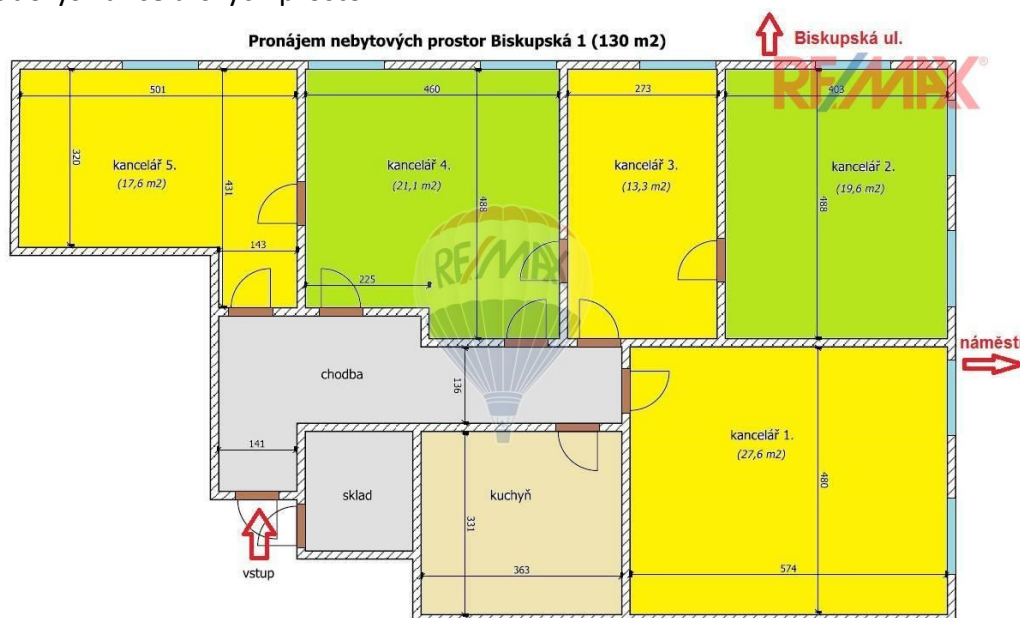 Pronájem nebytových prostor Biskupská 1 (130 m2)
Biskupská ul.
RE/MAX®
501
460
273
403
320
kancelář 5.
(17,6 m2)
431
kancelář 4.
(21,1 m2)
488
kancelář 3.
(13,3 m2)
kancelář 2.
(19,6 m2)
488
143
225
RE/MAX
náměstí
chodba
136
141
kancelář 1.
(27,6 m2)
480
sklad
kuchyň
331
vstup
363
574